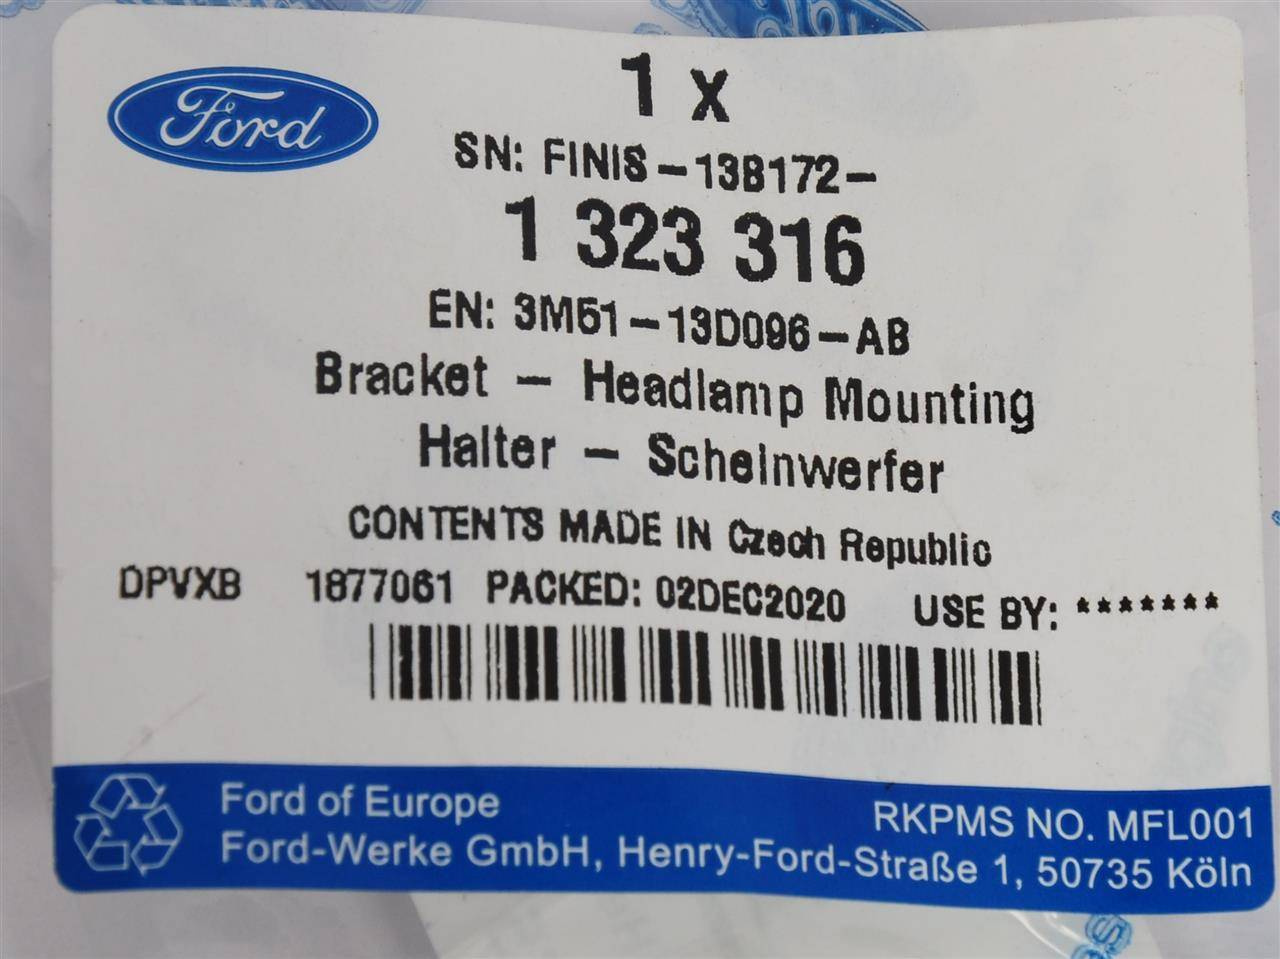 Ford
1 x
SN: FINIS-13B172-
1 323 316
EN: 3M51-13D096-AB
Bracket - Headlamp Mounting
Halter - Scheinwerfer
CONTENTS MADE IN Czech Republic
DPVXB 1877061 PACKED: 02DEC2020 USE BY: *******
Ford of Europe
RKPMS NO. MFL001
Ford-Werke GmbH, Henry-Ford-Straße 1, 50735 Köln